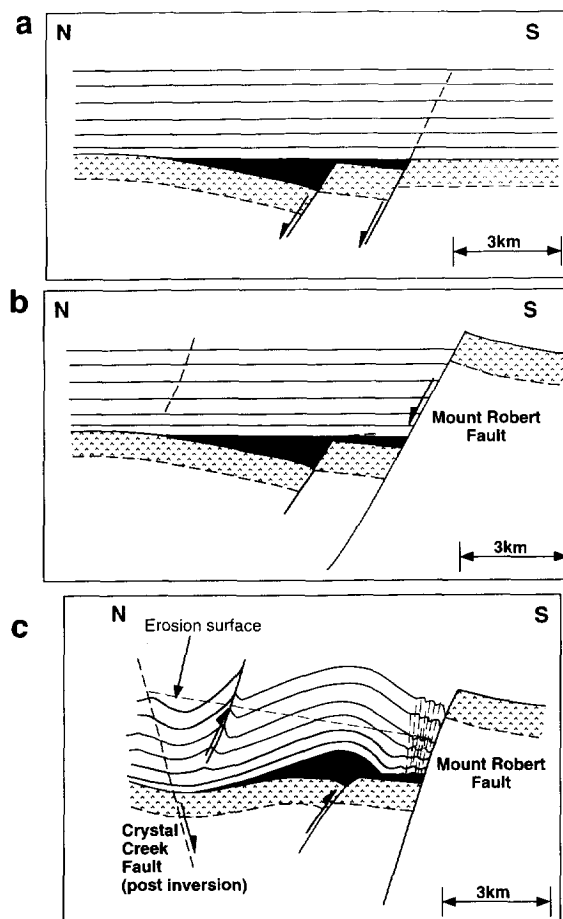 a
N
S
3km
b
N
S
Mount Robert
Fault
3km
c
N
S
Erosion surface
Mount Robert
Fault
Crystal
Creek
Fault
(post inversion)
3km